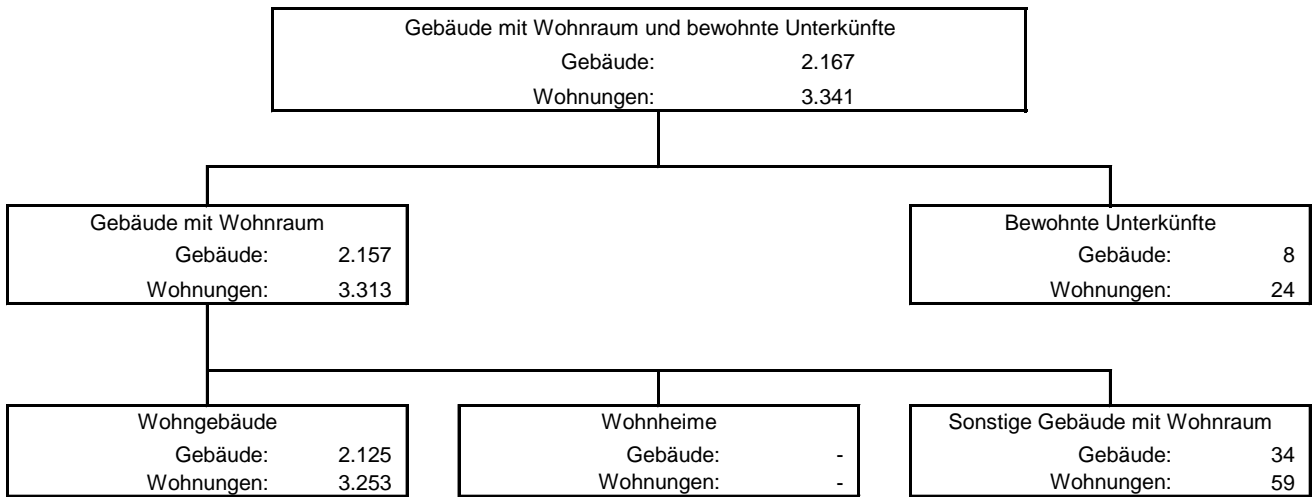 Gebäude mit Wohnraum und bewohnte Unterkünfte
Gebäude: 2.167
Wohnungen: 3.341
Gebäude mit Wohnraum
Gebäude: 2.157
Wohnungen: 3.313
Bewohnte Unterkünfte
Gebäude: 8
Wohnungen: 24
Wohngebäude
Gebäude: 2.125
Wohnungen: 3.253
Wohnheime
Gebäude: -
Wohnungen: -
Sonstige Gebäude mit Wohnraum
Gebäude: 34
Wohnungen: 59